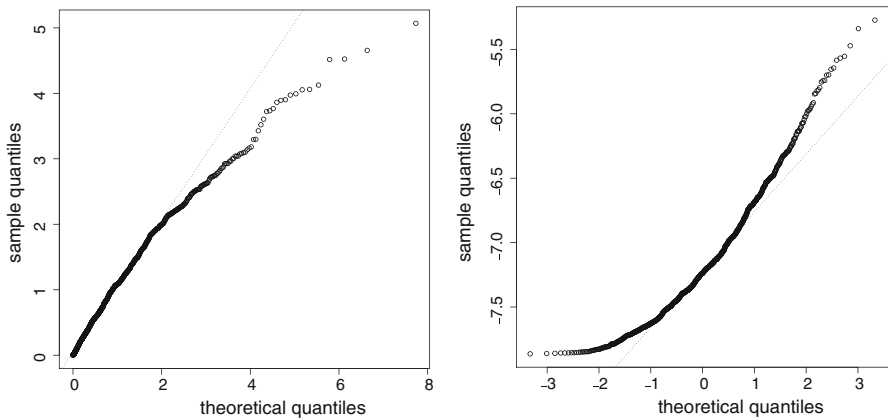 sample quantiles
5
4
3
2
1
0
0 2 4 6 8
theoretical quantiles
sample quantiles
-5.5
-6.0
-6.5
-7.0
-7.5
-3 -2 -1 0 1 2 3
theoretical quantiles